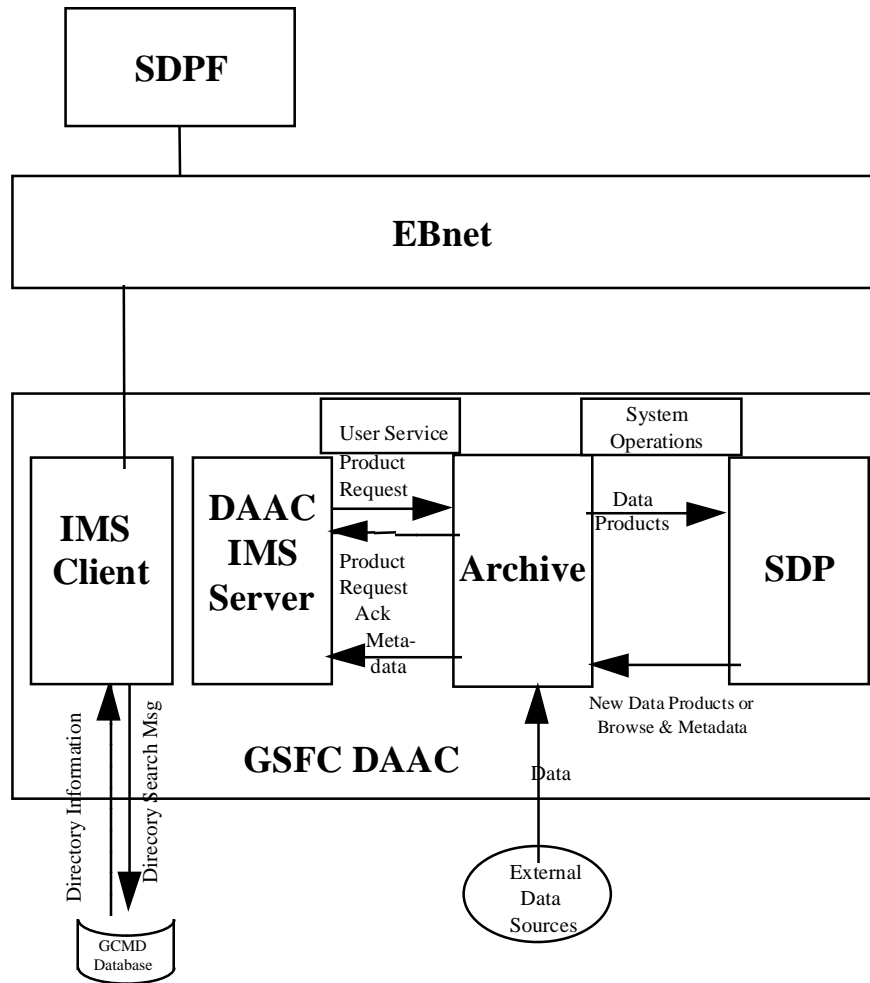 SDPF
EBnet
User Service
System
Operations
IMS
Client
DAAC
IMS
Server
Product
Request
Product
Request
Ack
Meta-
data
Archive
Data
Products
SDP
New Data Products or
Browse & Metadata
GSFC DAAC
Directory Information
Direcory Search Msg
Data
External
Data
Sources
GCMD
Database